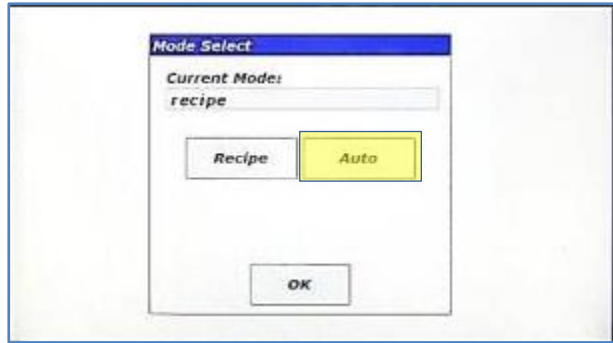 Mode Select
Current Mode:
recipe
Recipe Auto
OK